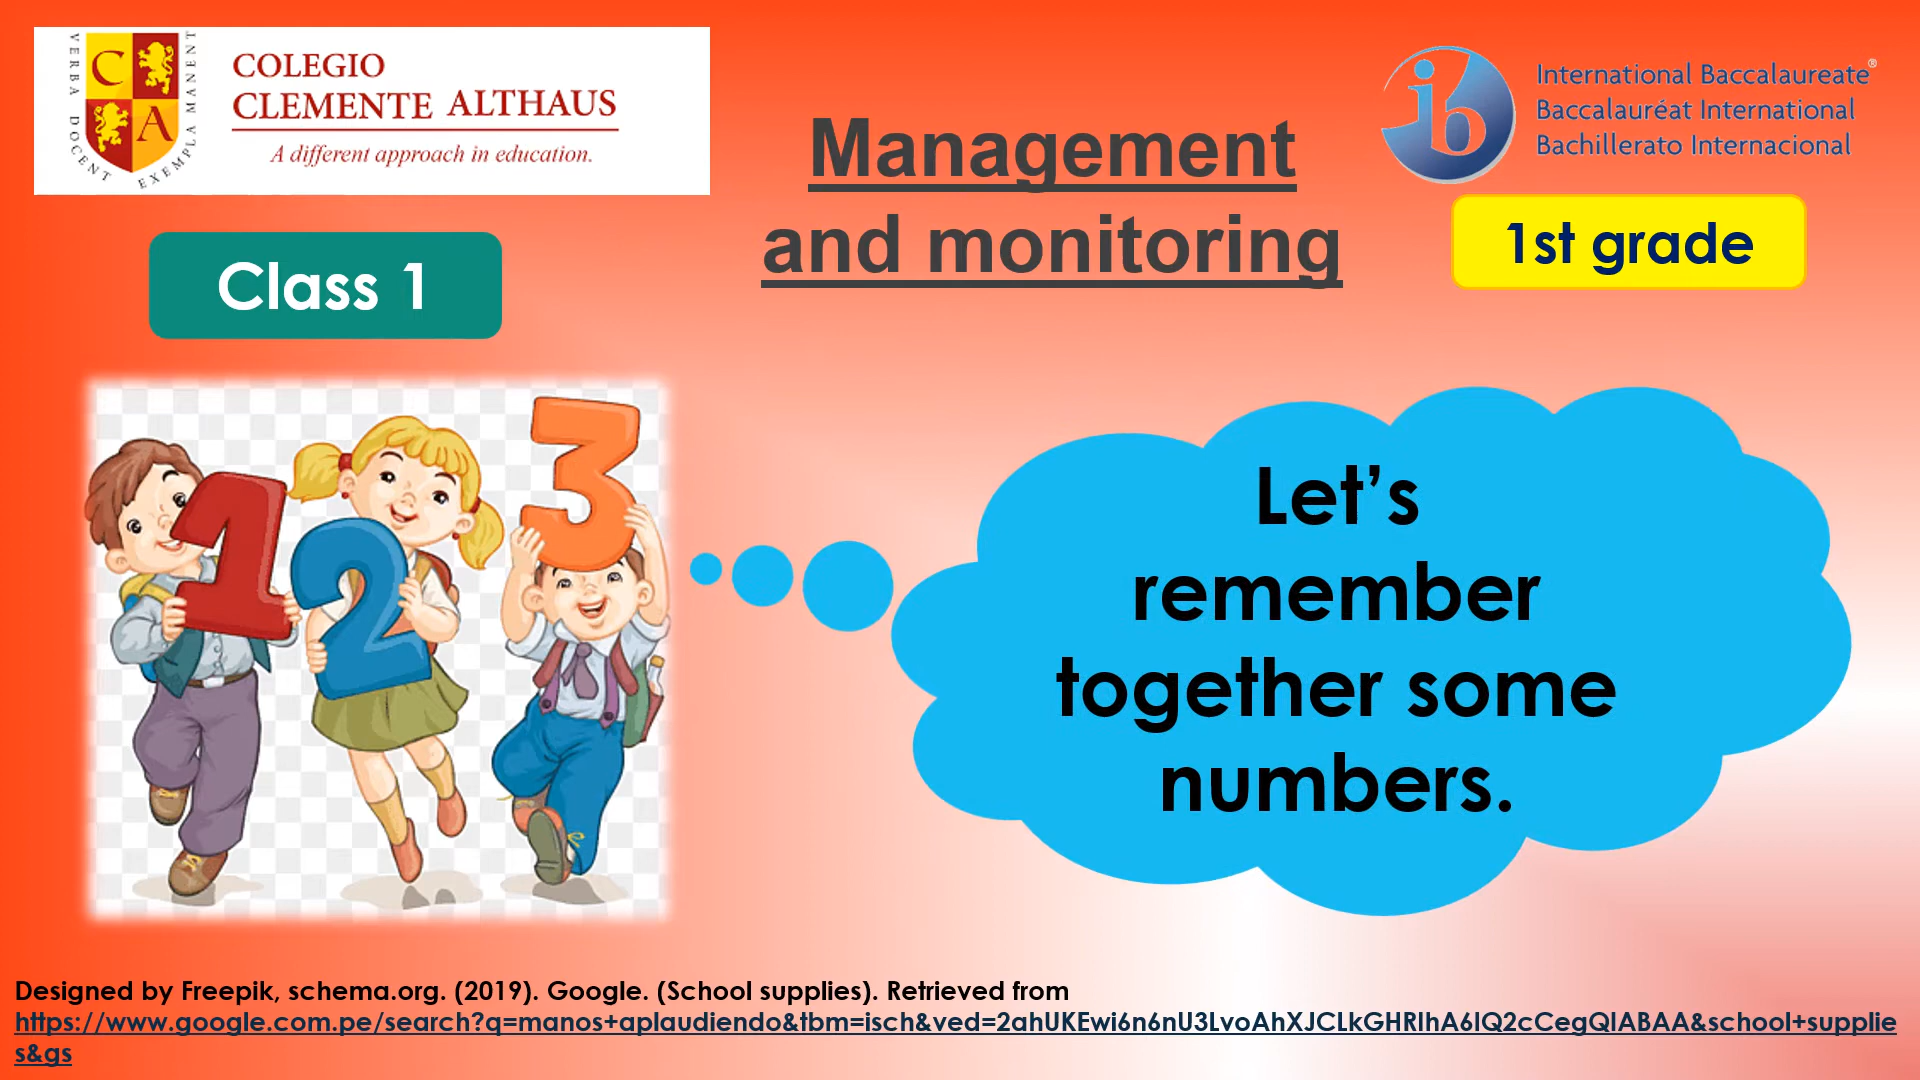 VERBA DOCENT EXEMPLA MANENT
C
A
COLEGIO
CLEMENTE ALTHAUS
A different approach in education.
Management
and monitoring
ib
International Baccalaureate®
Baccalauréat International
Bachillerato Internacional
1st grade
Class 1
1
2
3
Let’s
remember
together some
numbers.
Designed by Freepik, schema.org. (2019). Google. (School supplies). Retrieved from
https://www.google.com.pe/search?q=manos+aplaudiendo&tbm=isch&ved=2ahUKEwi6n6nU3LvoAhXJCLkGHRlhA6IQ2cCegQIABAA&school+supplie
s&gs